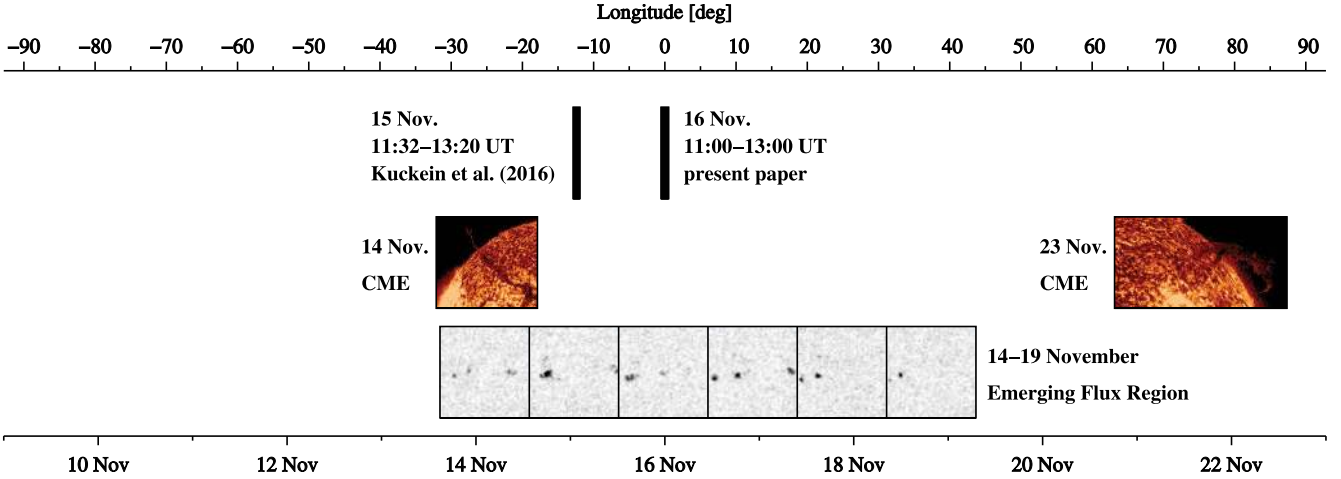 Longitude [deg]
−90 −80 −70 −60 −50 −40 −30 −20 −10 0 10 20 30 40 50 60 70 80 90
15 Nov.
11:32−13:20 UT
Kuckein et al. (2016)
16 Nov.
11:00−13:00 UT
present paper
14 Nov.
CME
23 Nov.
CME
14−19 November
Emerging Flux Region
10 Nov 12 Nov 14 Nov 16 Nov 18 Nov 20 Nov 22 Nov